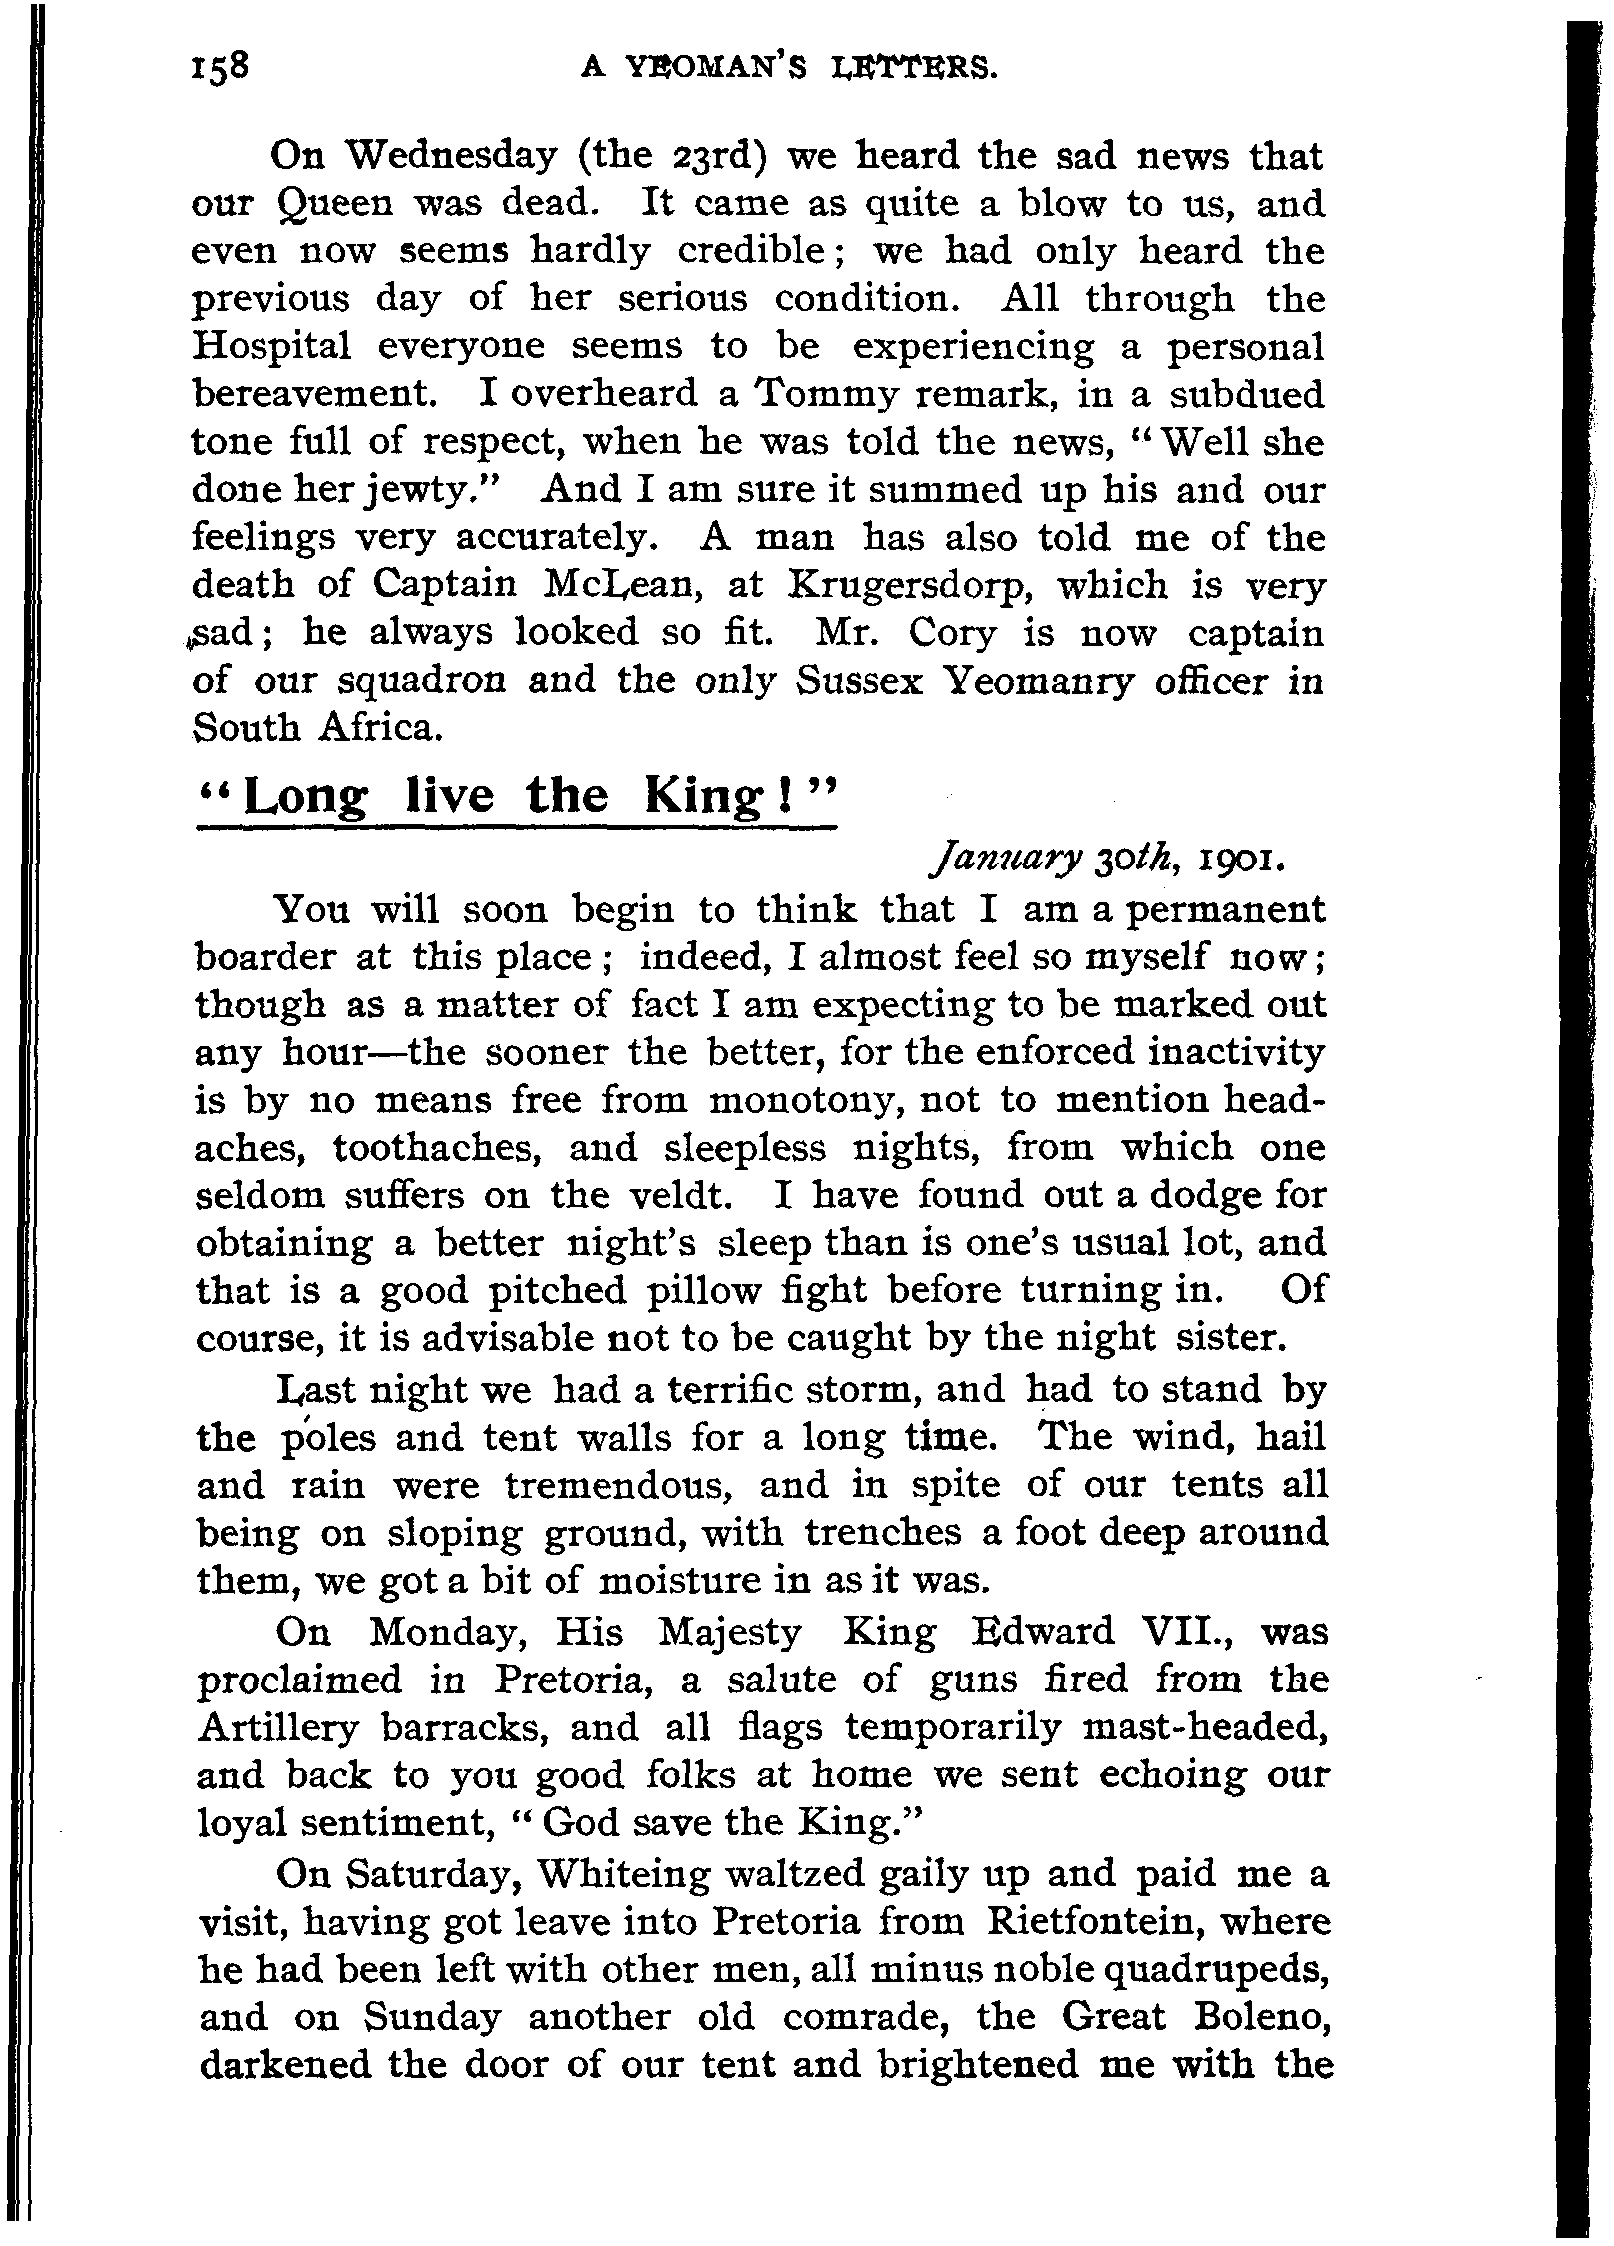 158 A YEOMAN'S LETTERS.
On Wednesday (the 23rd) we heard the sad news that
our Queen was dead. It came as quite a blow to us, and
even now seems hardly credible; we had only heard the
previous day of her serious condition. All through the
Hospital everyone seems to be experiencing a personal
bereavement. I overheard a Tommy remark, in a subdued
tone full of respect, when he was told the news, "Well she
done her jewty." And I am sure it summed up his and our
feelings very accurately. A man has also told me of the
death of Captain McLean, at Krugersdorp, which is very
sad; he always looked so fit. Mr. Cory is now captain
of our squadron and the only Sussex Yeomanry officer in
South Africa.
"Long live the King!"
January 30th, 1901.
You will soon begin to think that I am a permanent
boarder at this place; indeed, I almost feel so myself now;
though as a matter of fact I am expecting to be marked out
any hour—the sooner the better, for the enforced inactivity
is by no means free from monotony, not to mention head-
aches, toothaches, and sleepless nights, from which one
seldom suffers on the veldt. I have found out a dodge for
obtaining a better night's sleep than is one's usual lot, and
that is a good pitched pillow fight before turning in. Of
course, it is advisable not to be caught by the night sister.
Last night we had a terrific storm, and had to stand by
the poles and tent walls for a long time. The wind, hail
and rain were tremendous, and in spite of our tents all
being on sloping ground, with trenches a foot deep around
them, we got a bit of moisture in as it was.
On Monday, His Majesty King Edward VII., was
proclaimed in Pretoria, a salute of guns fired from the
Artillery barracks, and all flags temporarily mast-headed,
and back to you good folks at home we sent echoing our
loyal sentiment, "God save the King."
On Saturday, Whiteing waltzed gaily up and paid me a
visit, having got leave into Pretoria from Rietfontein, where
he had been left with other men, all minus noble quadrupeds,
and on Sunday another old comrade, the Great Boleno,
darkened the door of our tent and brightened me with the